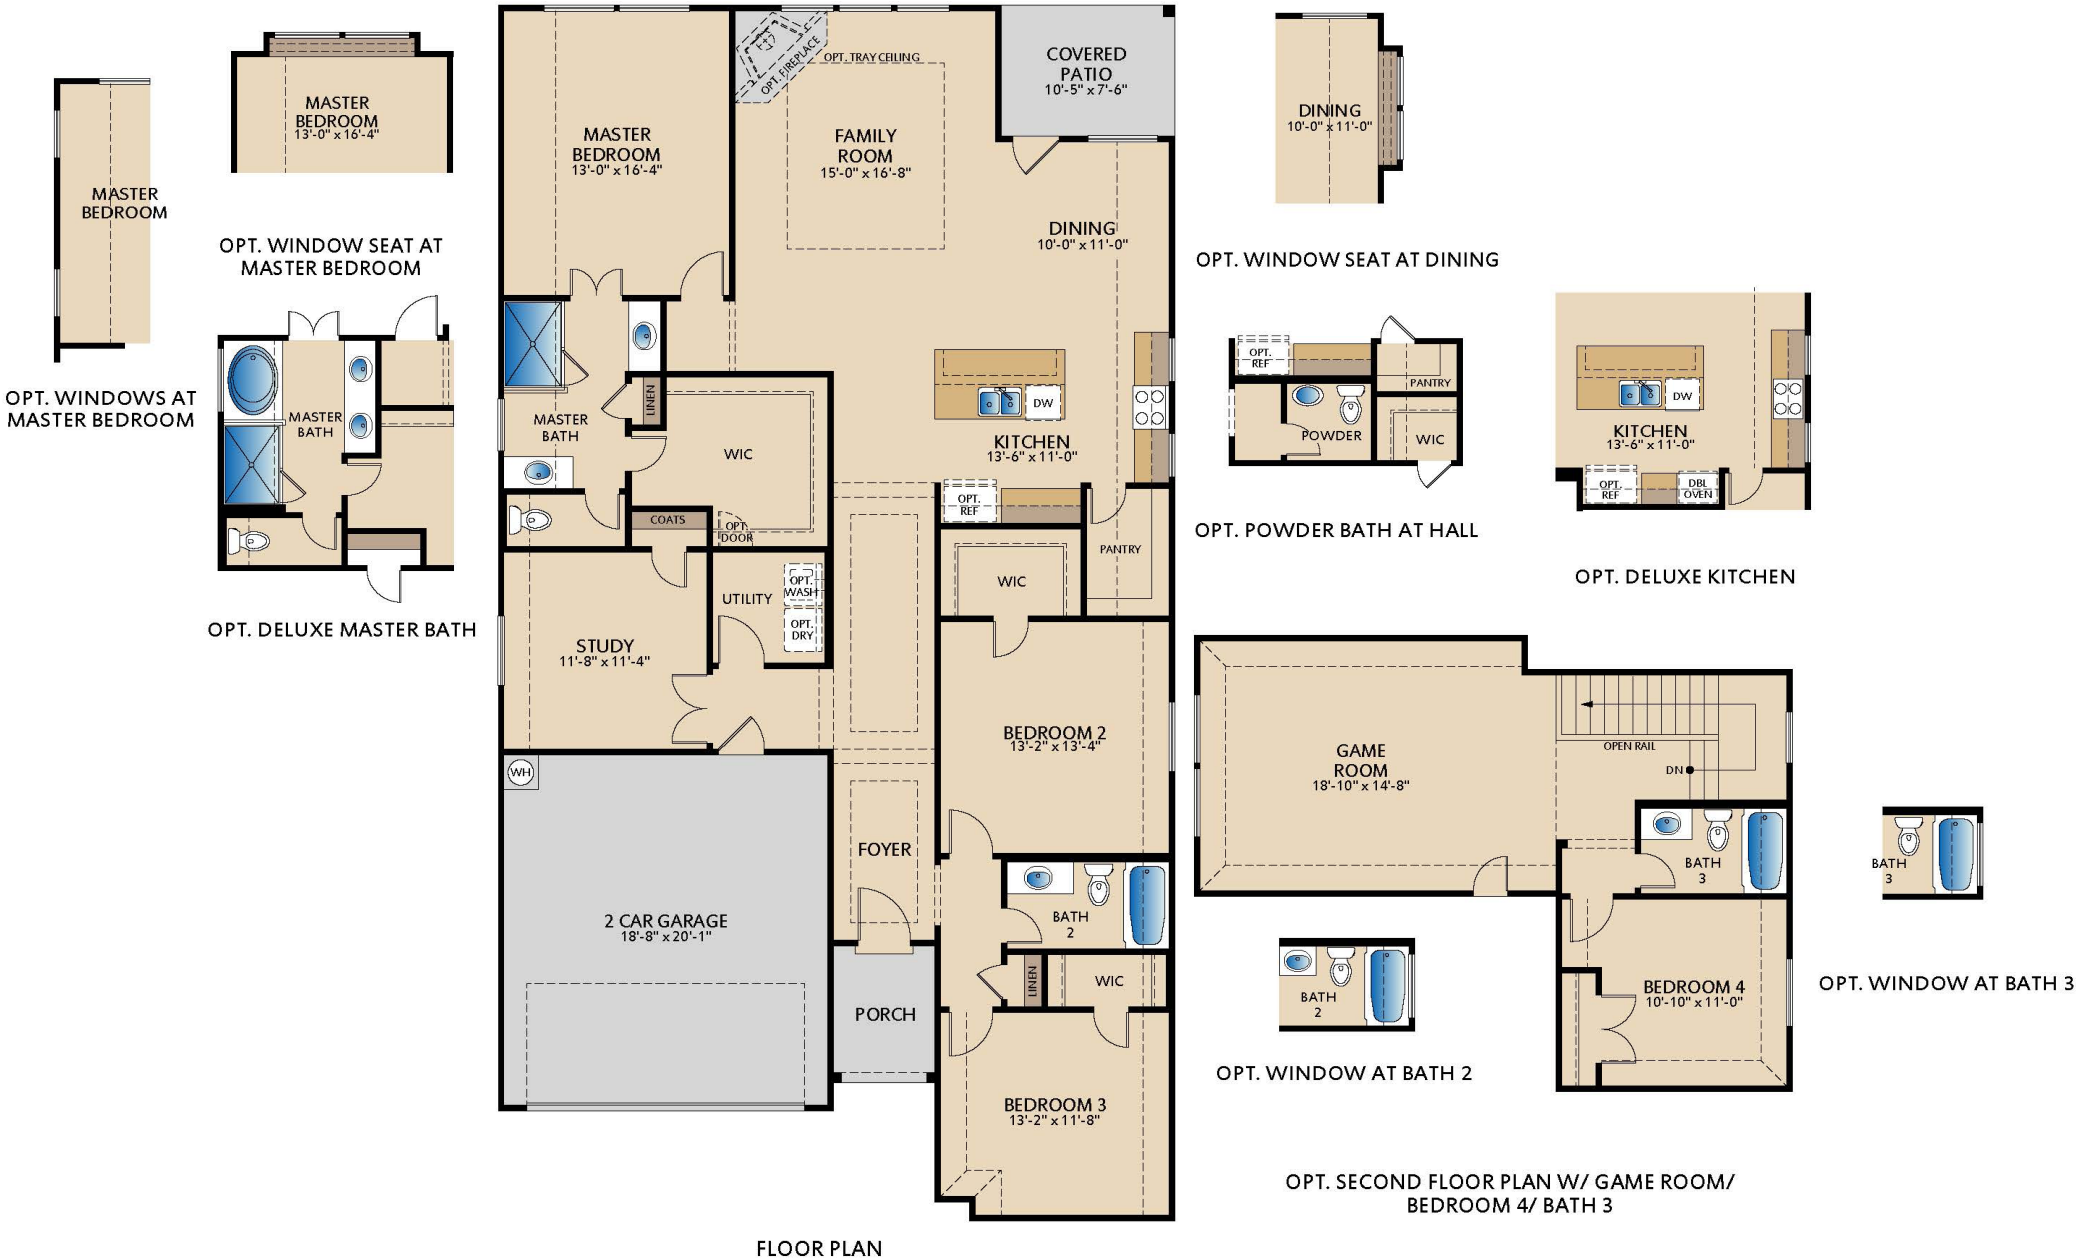 MASTER
BEDROOM
OPT. WINDOWS AT
MASTER BEDROOM
MASTER
BEDROOM
13'-0" x 16'-4"
OPT. WINDOW SEAT AT
MASTER BEDROOM
MASTER
BATH
OPT. DELUXE MASTER BATH
MASTER
BEDROOM
13'-0" x 16'-4"
OPT. FIREPLACE
OPT. TRAY CEILING
FAMILY
ROOM
15'-0" x 16'-8"
COVERED
PATIO
10'-5" x 7'-6"
DINING
10'-0" x 11'-0"
LINEN
MASTER
BATH
WIC
DW
KITCHEN
13'-6" x 11'-0"
OPT.
REF
COATS
OPT.
DOOR
PANTRY
WIC
UTILITY
OPT.
WASH
OPT.
DRY
STUDY
11'-8" x 11'-4"
BEDROOM 2
13'-2" x 13'-4"
WH
FOYER
2 CAR GARAGE
18'-8" x 20'-1"
BATH
2
LINEN
WIC
PORCH
BEDROOM 3
13'-2" x 11'-8"
FLOOR PLAN
DINING
10'-0" x 11'-0"
OPT. WINDOW SEAT AT DINING
OPT.
REF
PANTRY
POWDER
WIC
OPT. POWDER BATH AT HALL
DW
KITCHEN
13'-6" x 11'-0"
OPT.
REF
DBL
OVEN
OPT. DELUXE KITCHEN
GAME
ROOM
18'-10" x 14'-8"
OPEN RAIL
DN
BATH
3
BEDROOM 4
10'-10" x 11'-0"
BATH
3
OPT. WINDOW AT BATH 3
BATH
2
OPT. WINDOW AT BATH 2
OPT. SECOND FLOOR PLAN W/ GAME ROOM/
BEDROOM 4/ BATH 3